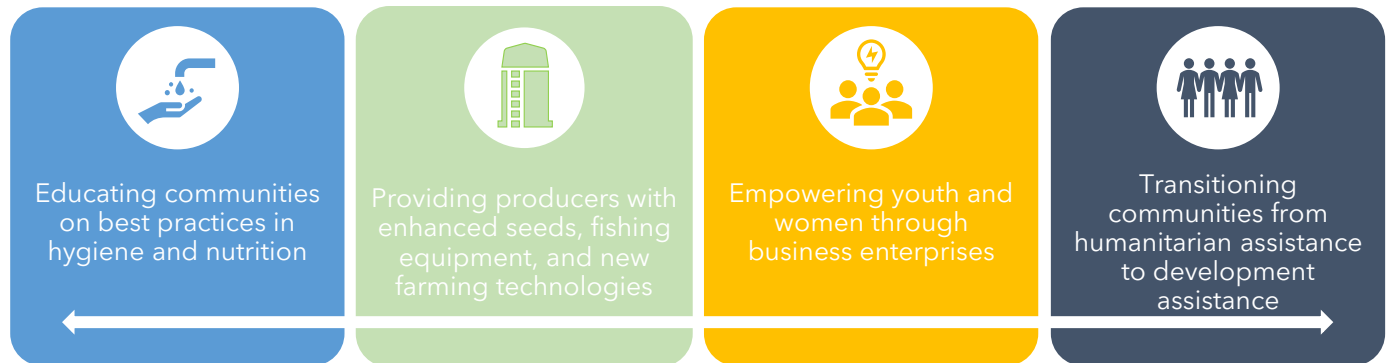 Educating communities
on best practices in
hygiene and nutrition
Providing producers with
enhanced seeds, fishing
equipment, and new
farming technologies
Empowering youth and
women through
business enterprises
Transitioning
communities from
humanitarian assistance
to development
assistance